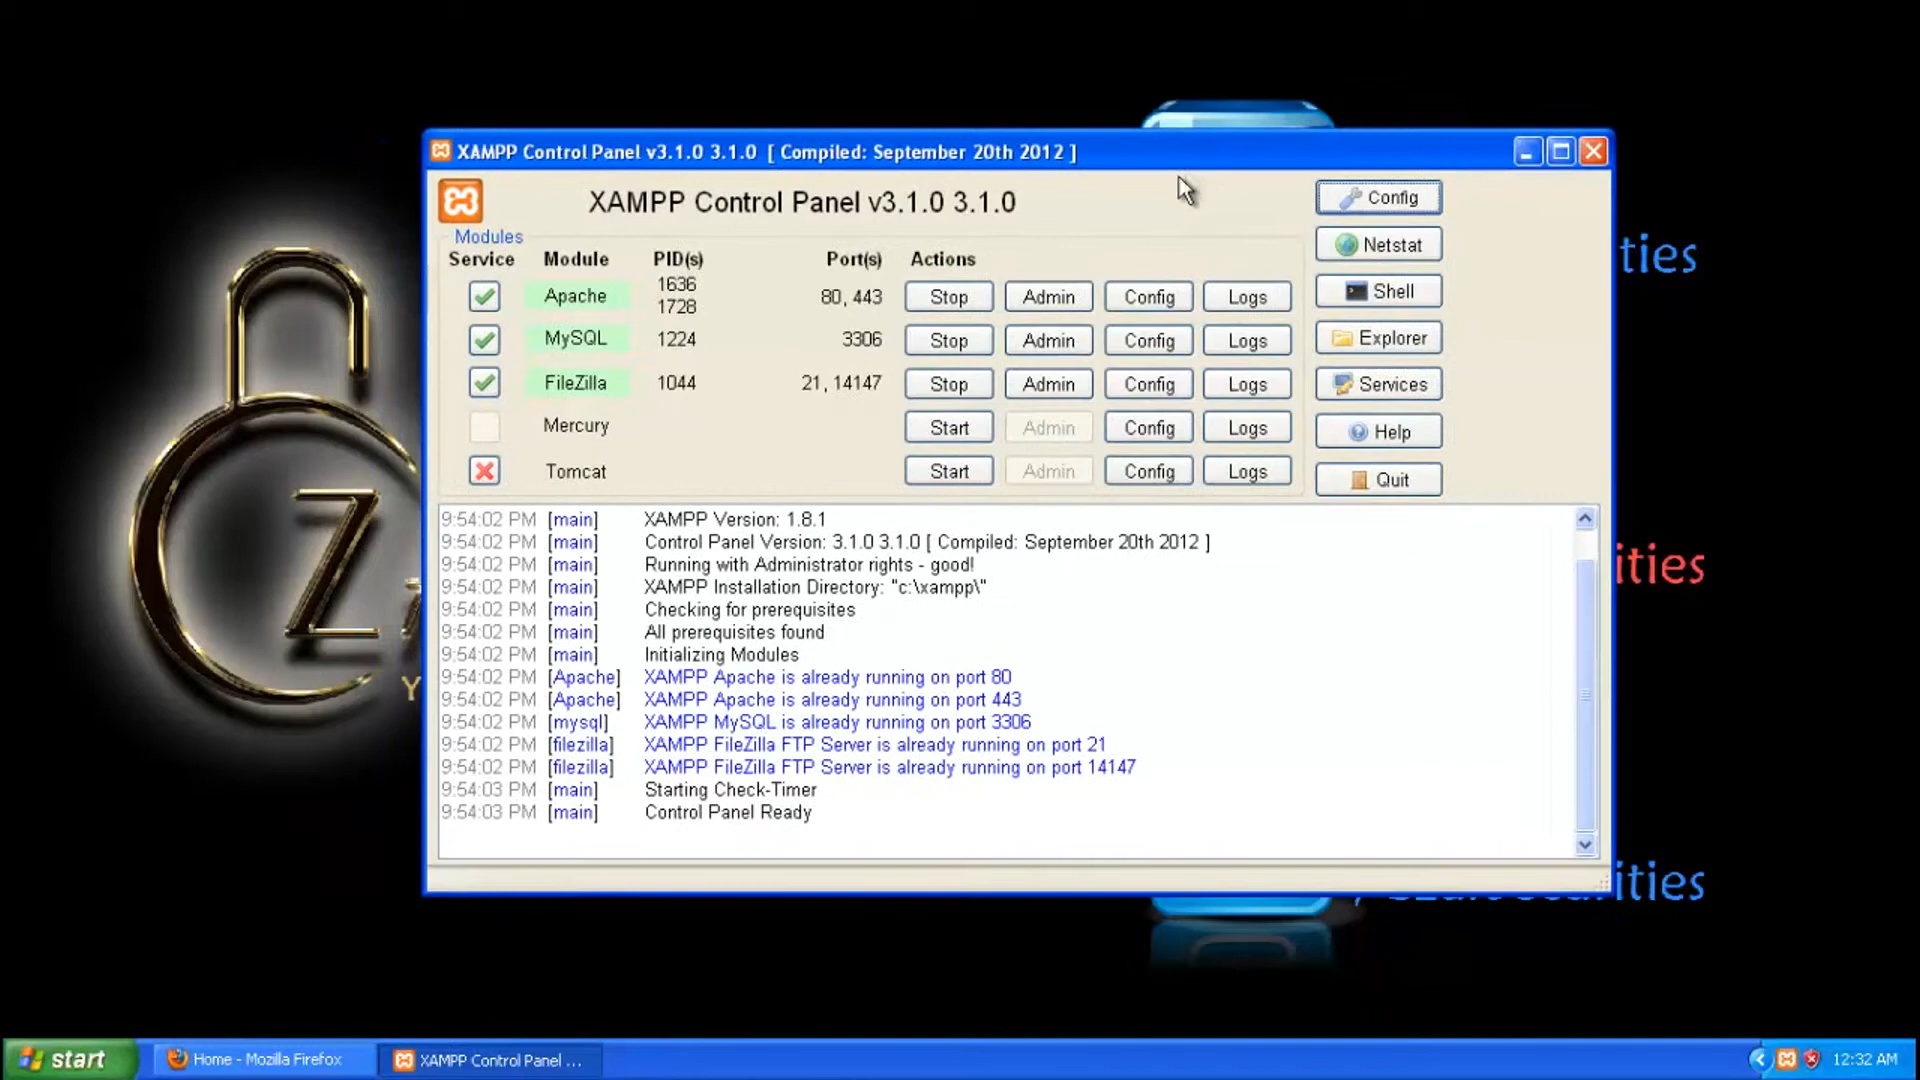 XAMPP Control Panel v3.1.0 3.1.0 [ Compiled: September 20th 2012 ]
XAMPP Control Panel v3.1.0 3.1.0
Config
Modules
Service Module PID(s) Port(s) Actions
Netstat
Apache 1636 1728 80, 443 Stop Admin Config Logs
Shell
MySQL 1224 3306 Stop Admin Config Logs
Explorer
FileZilla 1044 21, 14147 Stop Admin Config Logs
Services
Mercury Start Admin Config Logs
Help
Tomcat Start Admin Config Logs
Quit
9:54:02 PM [main] XAMPP Version: 1.8.1
9:54:02 PM [main] Control Panel Version: 3.1.0 3.1.0 [ Compiled: September 20th 2012 ]
9:54:02 PM [main] Running with Administrator rights - good!
9:54:02 PM [main] XAMPP Installation Directory: "c:\xampp\"
9:54:02 PM [main] Checking for prerequisites
9:54:02 PM [main] All prerequisites found
9:54:02 PM [main] Initializing Modules
9:54:02 PM [Apache] XAMPP Apache is already running on port 80
9:54:02 PM [Apache] XAMPP Apache is already running on port 443
9:54:02 PM [mysql] XAMPP MySQL is already running on port 3306
9:54:02 PM [filezilla] XAMPP FileZilla FTP Server is already running on port 21
9:54:02 PM [filezilla] XAMPP FileZilla FTP Server is already running on port 14147
9:54:03 PM [main] Starting Check-Timer
9:54:03 PM [main] Control Panel Ready
Z
Y
ties
ities
ities
start Home - Mozilla Firefox XAMPP Control Panel ... 12:32 AM